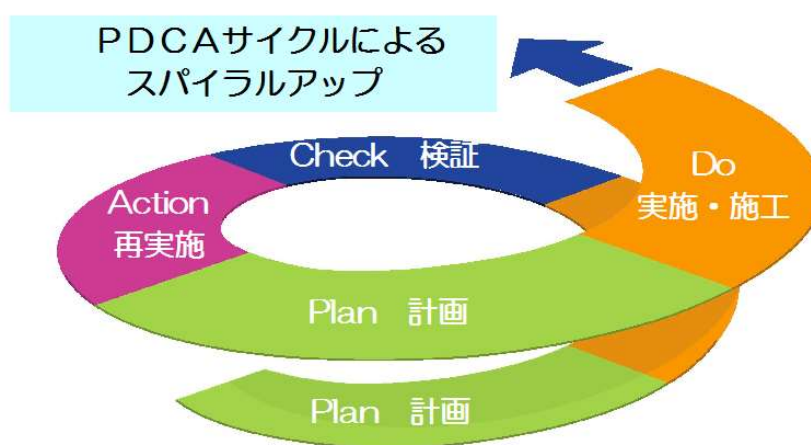 PDCAサイクルによる
スパイラルアップ
Check 検証
Do
実施・施工
Action
再実施
Plan 計画
Plan 計画